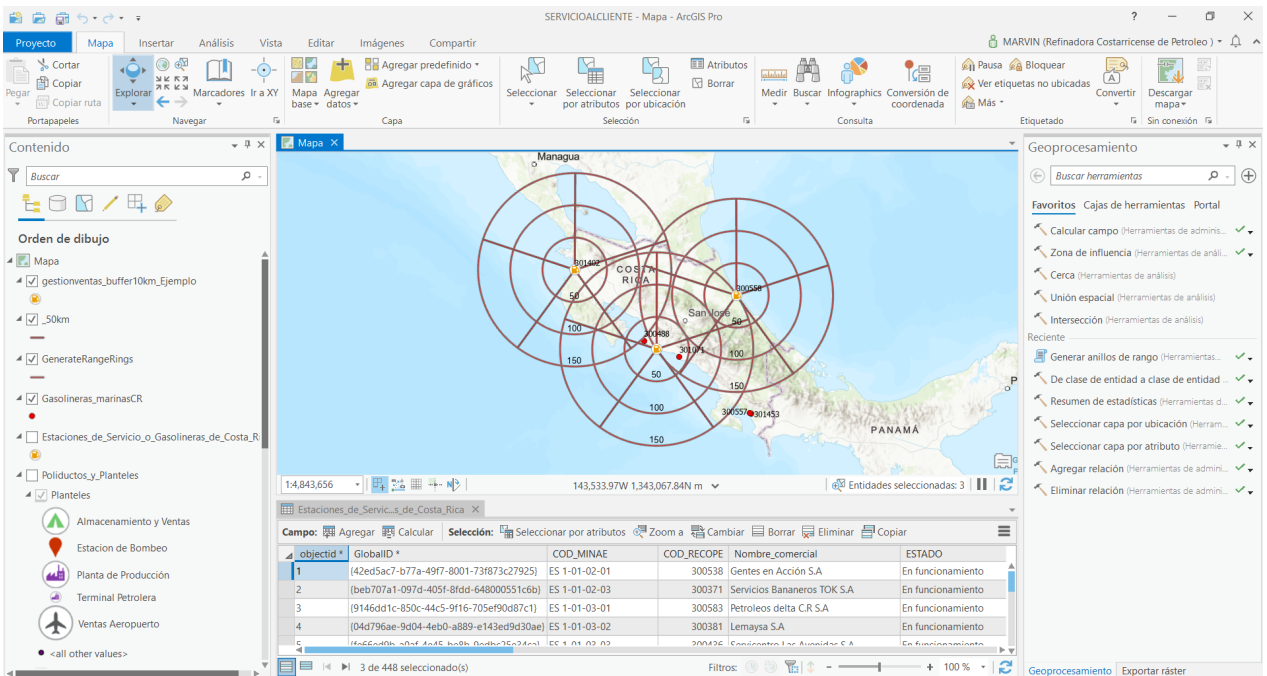 SERVICIOALCLIENTE - Mapa - ArcGIS Pro
?
Proyecto Mapa Insertar Análisis Vista Editar Imágenes Compartir
MARVIN (Refinadora Costarricense de Petroleo )
Pegar
Cortar
Copiar
Copiar ruta
Portapapeles
Explorar
Marcadores
Ir a XY
Navegar
Mapa base
Agregar datos
Agregar predefinido
Agregar capa de gráficos
Capa
Seleccionar
Seleccionar por atributos
Seleccionar por ubicación
Atributos
Borrar
Selección
Medir
Buscar
Infographics
Conversión de coordenada
Consulta
Pausa
Bloquear
Ver etiquetas no ubicadas
Más
Convertir
Etiquetado
Descargar mapa
Sin conexión
Contenido
Buscar
Orden de dibujo
Mapa
gestionventas_buffer10km_Ejemplo
_50km
GenerateRangeRings
Gasolineras_marinasCR
Estaciones_de_Servicio_o_Gasolineras_de_Costa_R
Poliductos_y_Planteles
Planteles
Almacenamiento y Ventas
Estacion de Bombeo
Planta de Producción
Terminal Petrolera
Ventas Aeropuerto
<all other values>
Mapa
Managua
301402
COSTA
RICA
300558
50
San José
50
100
300488
301071
150
50
100
150
100
300557
301453
PANAMÁ
150
1:4,843,656
143,533.97W 1,343,067.84N m
Entidades seleccionadas: 3
Estaciones_de_Servic...s_de_Costa_Rica
Campo: Agregar Calcular Selección: Seleccionar por atributos Zoom a Cambiar Borrar Eliminar Copiar
objectid * GlobalID * COD_MINAE COD_RECOPE Nombre_comercial ESTADO
1 {42ed5ac7-b77a-49f7-8001-73f873c27925} ES 1-01-02-01 300538 Gentes en Acción S.A En funcionamiento
2 {beb707a1-097d-405f-8fdd-648000551c6b} ES 1-01-02-03 300371 Servicios Bananeros TOK S.A En funcionamiento
3 {9146dd1c-850c-44c5-9f16-705ef90d87c1} ES 1-01-03-01 300583 Petroleos delta C.R S.A En funcionamiento
4 {04d796ae-9d04-4eb0-a889-e143ed9d30ae} ES 1-01-03-02 300381 Lemaysa S.A En funcionamiento
3 de 448 seleccionado(s)
Filtros:
100 %
Geoprocesamiento
Buscar herramientas
Favoritos Cajas de herramientas Portal
Calcular campo (Herramientas de adminis...
Zona de influencia (Herramientas de análi...
Cerca (Herramientas de análisis)
Unión espacial (Herramientas de análisis)
Intersección (Herramientas de análisis)
Reciente
Generar anillos de rango (Herramientas...
De clase de entidad a clase de entidad ...
Resumen de estadísticas (Herramientas d...
Seleccionar capa por ubicación (Herram...
Seleccionar capa por atributo (Herramie...
Agregar relación (Herramientas de admini...
Eliminar relación (Herramientas de admini...
Geoprocesamiento Exportar ráster